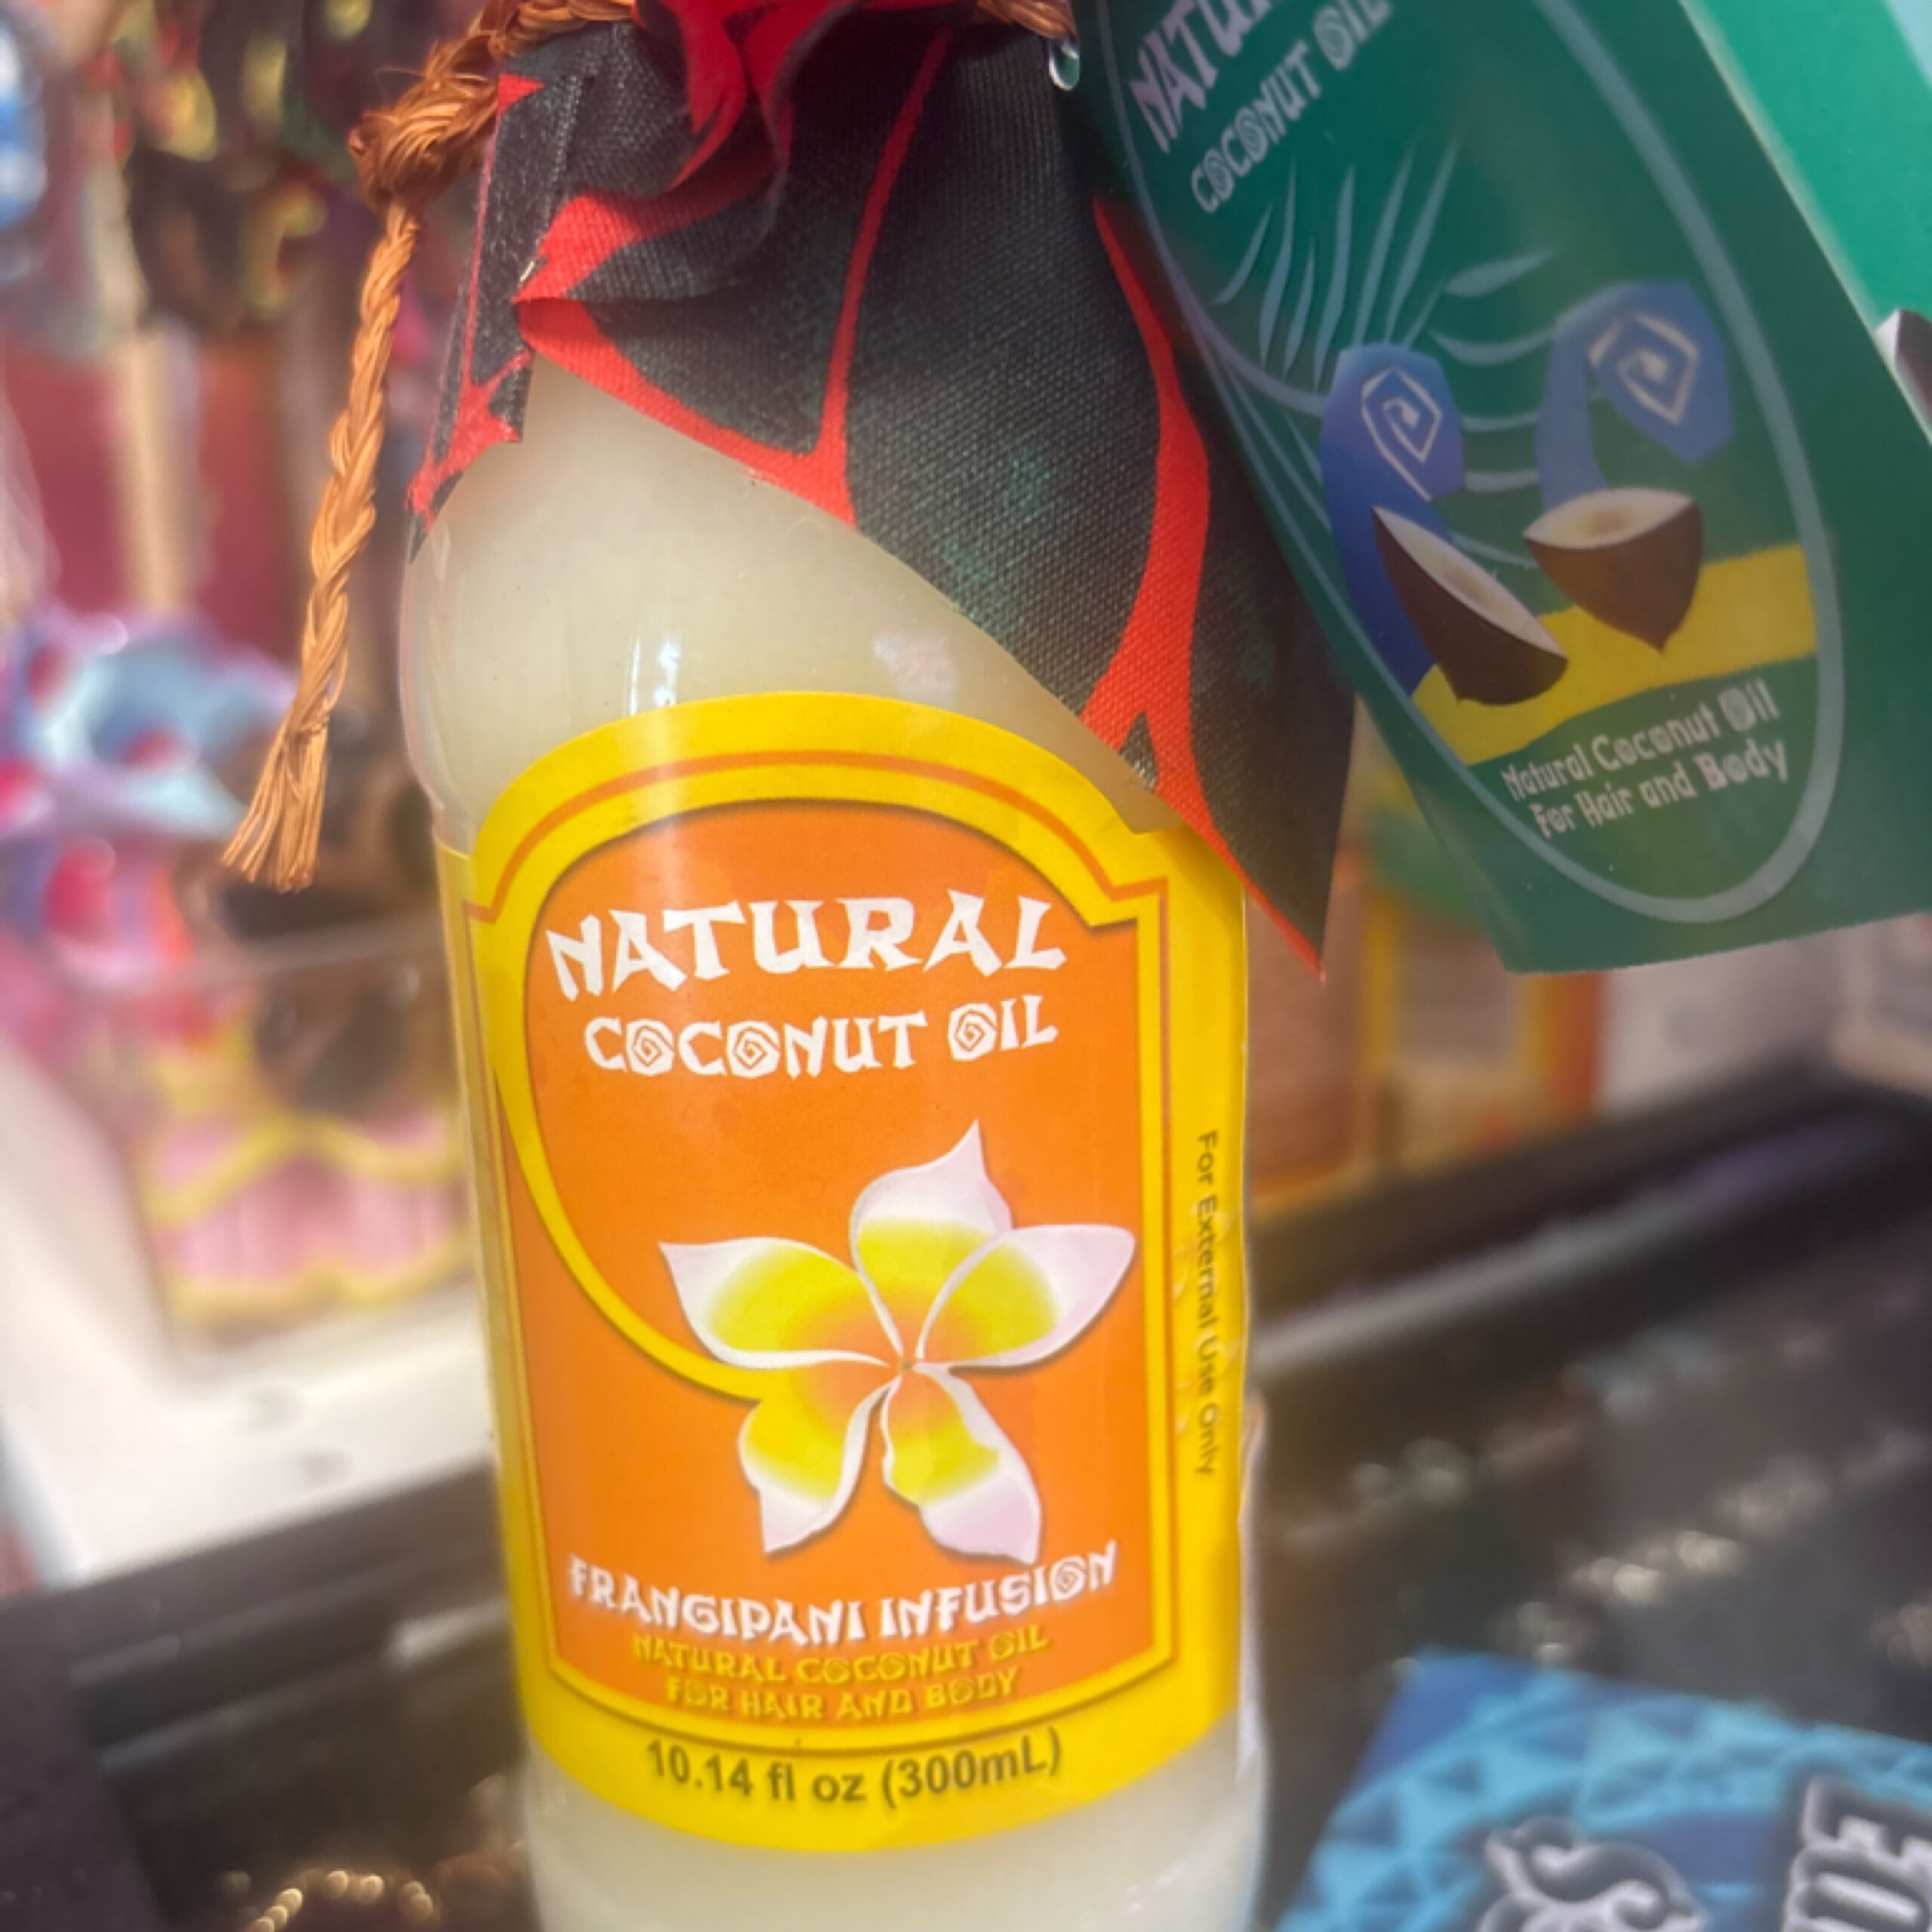 COCONUT OIL
Natural Coconut Oil
For Hair and Body
NATURAL
COCONUT OIL
FRANGIPANI INFUSION
NATURAL COCONUT OIL
FOR HAIR AND BODY
10.14 fl oz (300mL)
For External Use Only